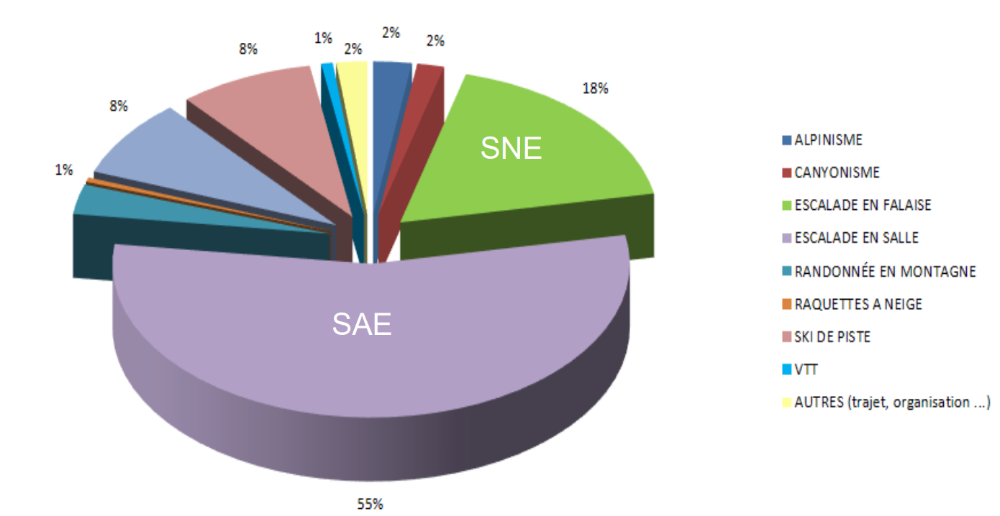 2%
2%
1%
2%
8%
18%
8%
SNE
1%
SAE
55%
ALPINISME
CANYONISME
ESCALADE EN FALAISE
ESCALADE EN SALLE
RANDONNÉE EN MONTAGNE
RAQUETTES A NEIGE
SKI DE PISTE
VTT
AUTRES (trajet, organisation ...)